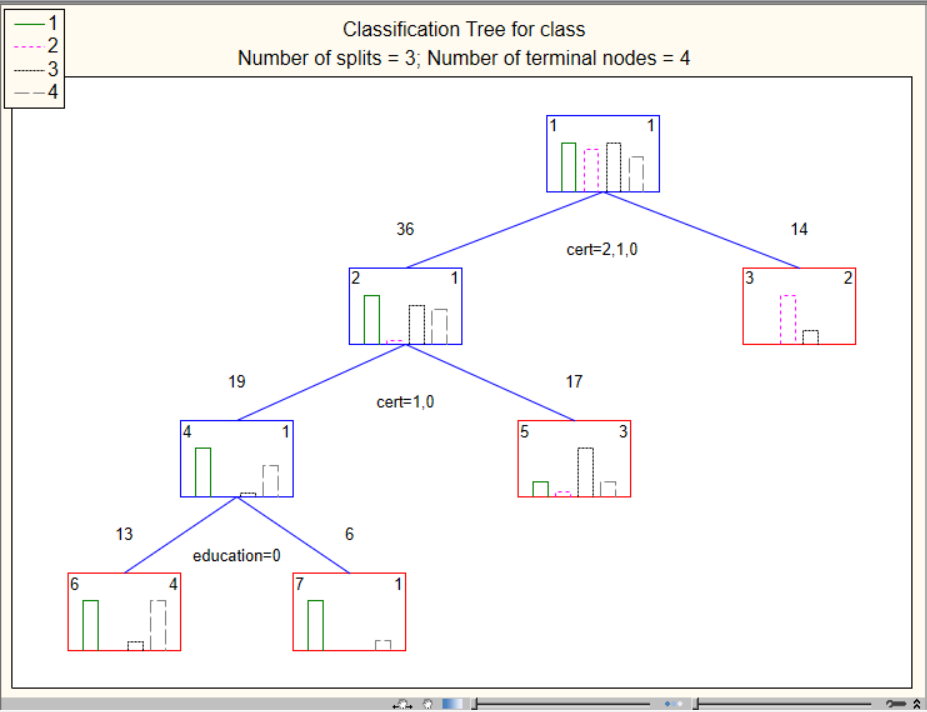 1
2
3
4
Classification Tree for class
Number of splits = 3; Number of terminal nodes = 4
1 1
36 14
cert=2,1,0
2 1
3 2
19 17
cert=1,0
4 1
5 3
13 6
education=0
6 4
7 1